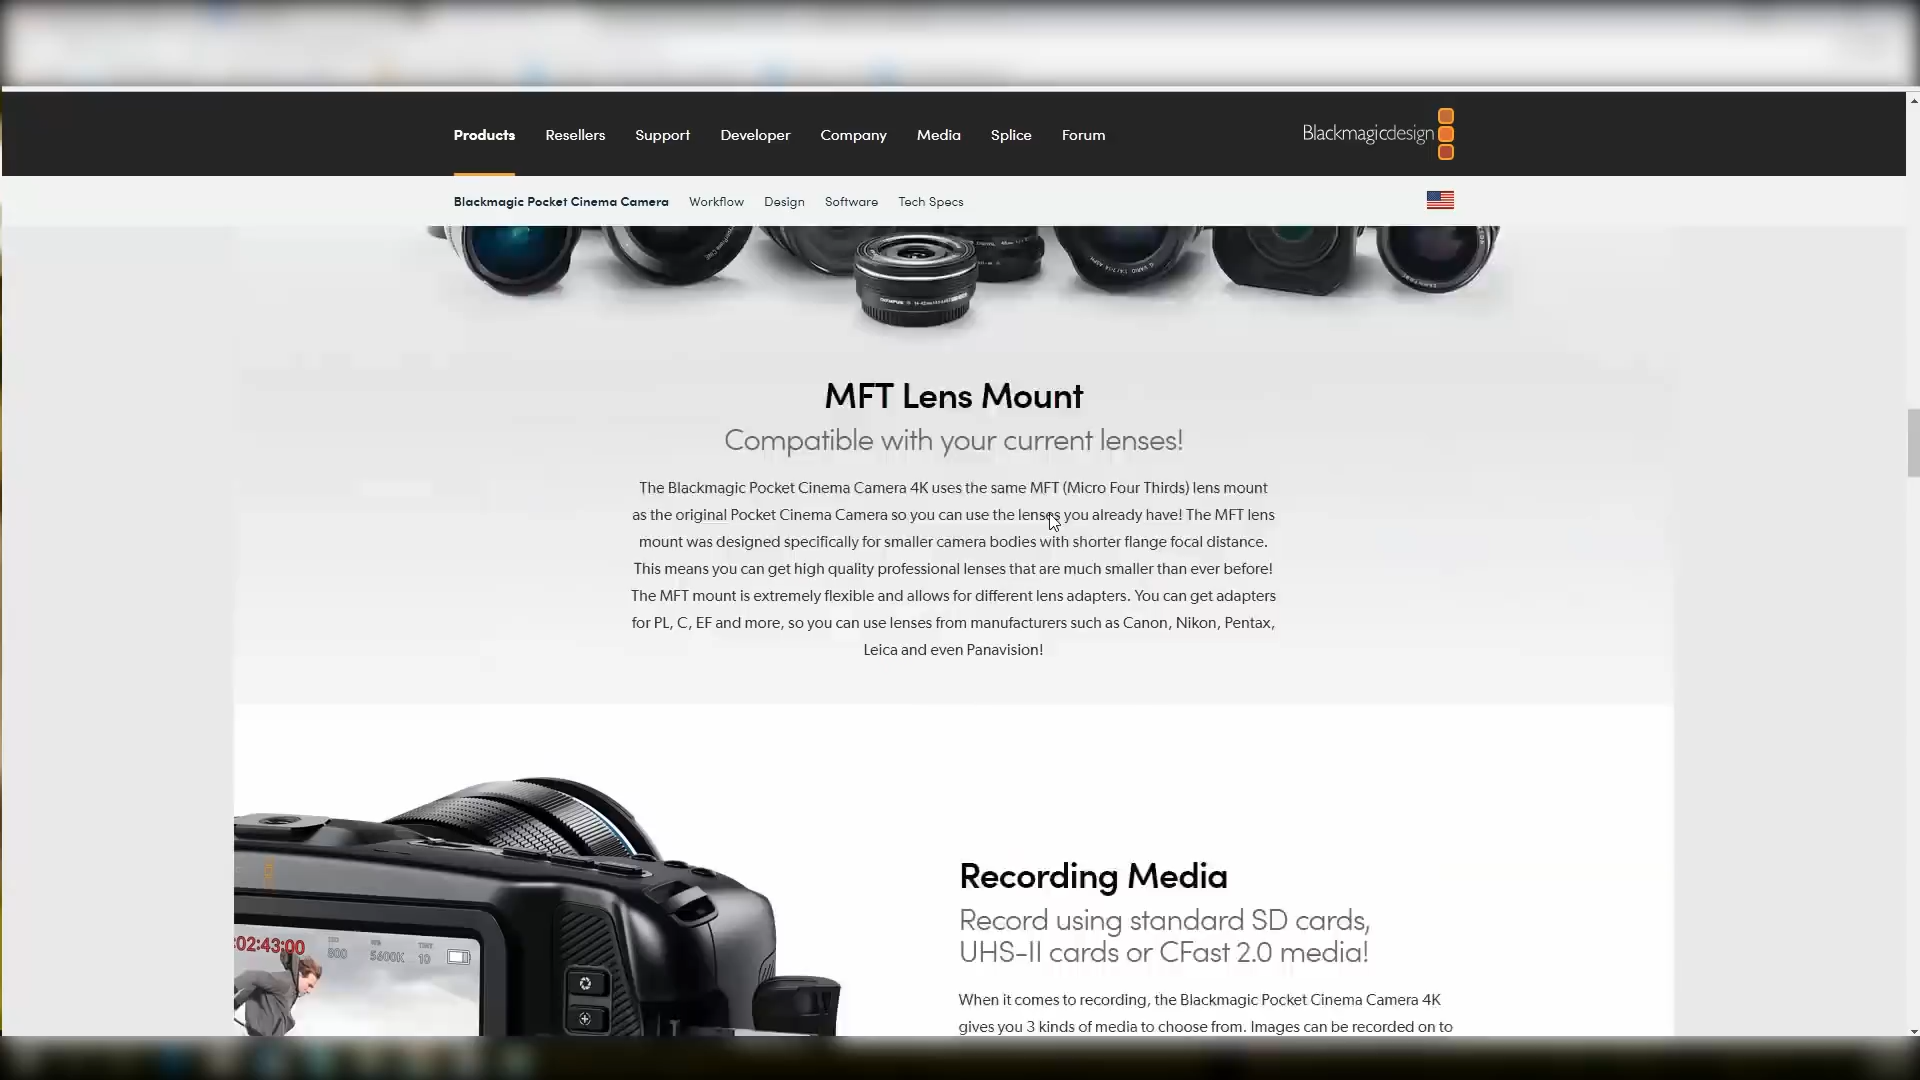 Products Resellers Support Developer Company Media Splice Forum Blackmagicdesign
Blackmagic Pocket Cinema Camera Workflow Design Software Tech Specs
MFT Lens Mount
Compatible with your current lenses!
The Blackmagic Pocket Cinema Camera 4K uses the same MFT (Micro Four Thirds) lens mount
as the original Pocket Cinema Camera so you can use the lenses you already have! The MFT lens
mount was designed specifically for smaller camera bodies with shorter flange focal distance.
This means you can get high quality professional lenses that are much smaller than ever before!
The MFT mount is extremely flexible and allows for different lens adapters. You can get adapters
for PL, C, EF and more, so you can use lenses from manufacturers such as Canon, Nikon, Pentax,
Leica and even Panavision!
:02:43:00 800 5600K 10
Recording Media
Record using standard SD cards,
UHS-II cards or CFast 2.0 media!
When it comes to recording, the Blackmagic Pocket Cinema Camera 4K
gives you 3 kinds of media to choose from. Images can be recorded on to